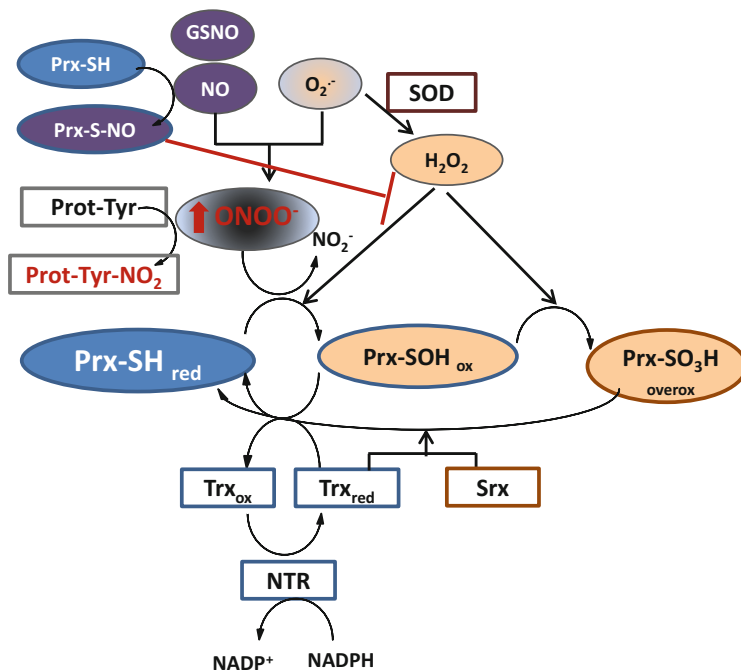 GSNO
Prx-SH
NO
O₂·⁻
SOD
Prx-S-NO
H₂O₂
Prot-Tyr
ONOO⁻
NO₂⁻
Prot-Tyr-NO₂
Prx-SH red
Prx-SOH ox
Prx-SO₃H
overox
Trxox
Trxred
Srx
NTR
NADP⁺
NADPH